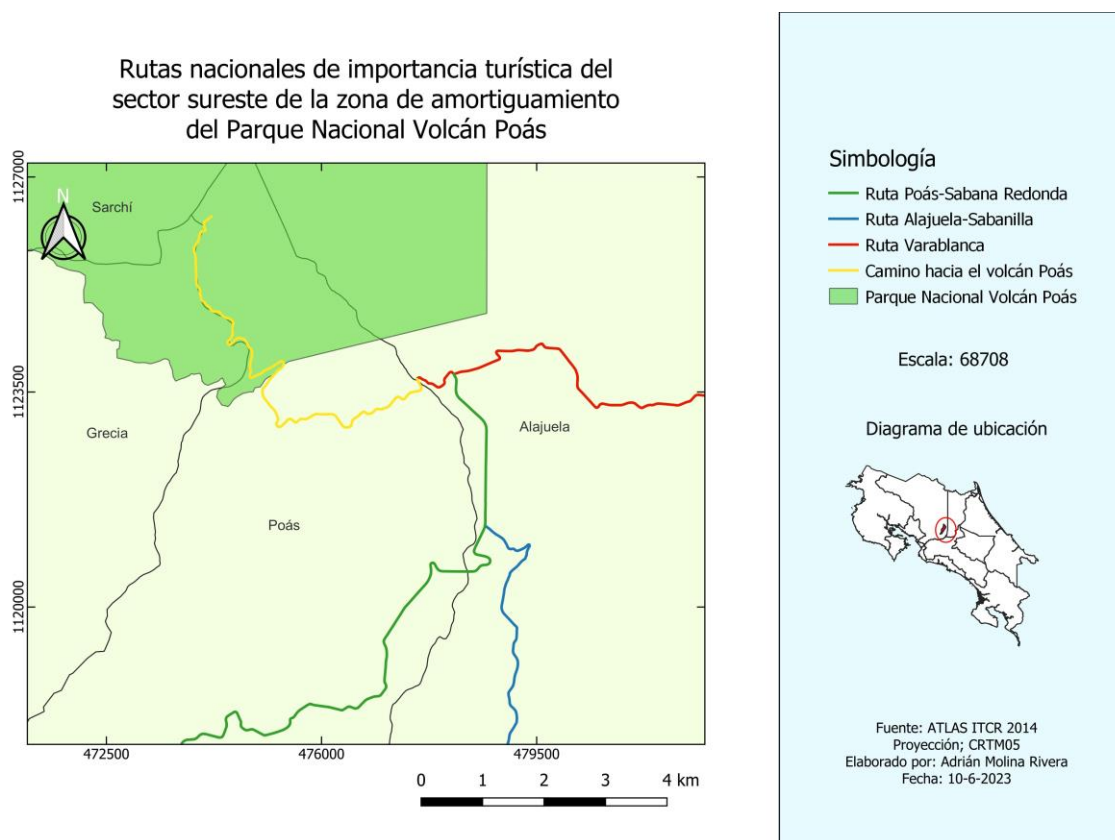 Rutas nacionales de importancia turística del
sector sureste de la zona de amortiguamiento
del Parque Nacional Volcán Poás
1127000
1123500
1120000
N
Sarchí
Grecia
Poás
Alajuela
472500
476000
479500
0 1 2 3 4 km
Simbología
Ruta Poás-Sabana Redonda
Ruta Alajuela-Sabanilla
Ruta Varablanca
Camino hacia el volcán Poás
Parque Nacional Volcán Poás
Escala: 68708
Diagrama de ubicación
Fuente: ATLAS ITCR 2014
Proyección; CRTM05
Elaborado por: Adrián Molina Rivera
Fecha: 10-6-2023